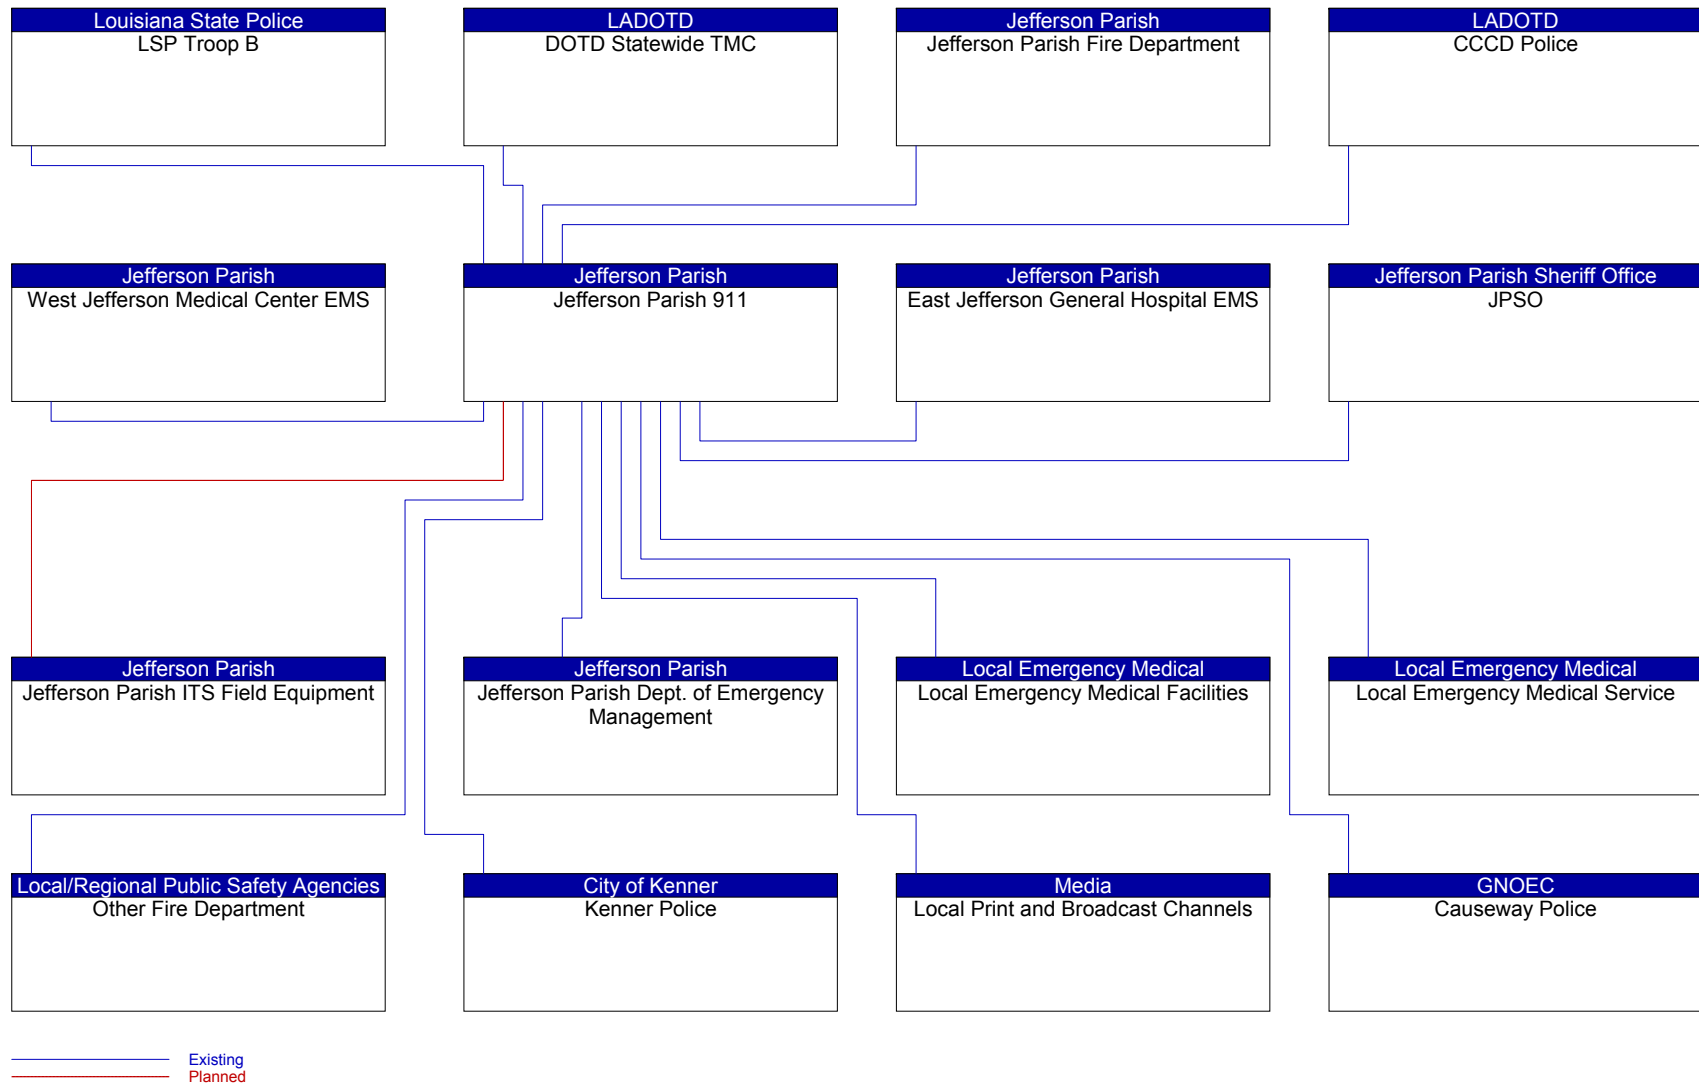 Louisiana State Police
LSP Troop B
LADOTD
DOTD Statewide TMC
Jefferson Parish
Jefferson Parish Fire Department
LADOTD
CCCD Police
Jefferson Parish
West Jefferson Medical Center EMS
Jefferson Parish
Jefferson Parish 911
Jefferson Parish
East Jefferson General Hospital EMS
Jefferson Parish Sheriff Office
JPSO
Jefferson Parish
Jefferson Parish ITS Field Equipment
Jefferson Parish
Jefferson Parish Dept. of Emergency
Management
Local Emergency Medical
Local Emergency Medical Facilities
Local Emergency Medical
Local Emergency Medical Service
Local/Regional Public Safety Agencies
Other Fire Department
City of Kenner
Kenner Police
Media
Local Print and Broadcast Channels
GNOEC
Causeway Police
Existing
Planned